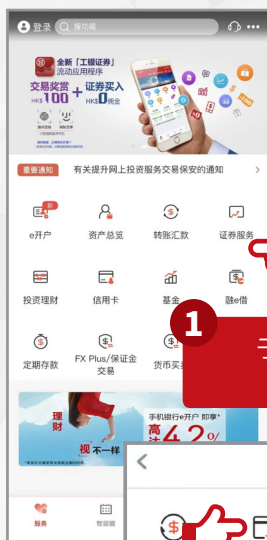 登录
搜功能
全新「工银证券」
流动应用程序
交易奖赏 + 证券买入
HK$100 HK$0佣金
重要通知 有关提升网上投资服务交易保安的通知
新
e开户 资产总览 转账汇款 证券服务
投资理财 信用卡 基金 融e借
1
定期存款 FX Plus/保证金 货币买
交易
理财
视不一样
手机银行e开户 即享*
高达4.2%
服务